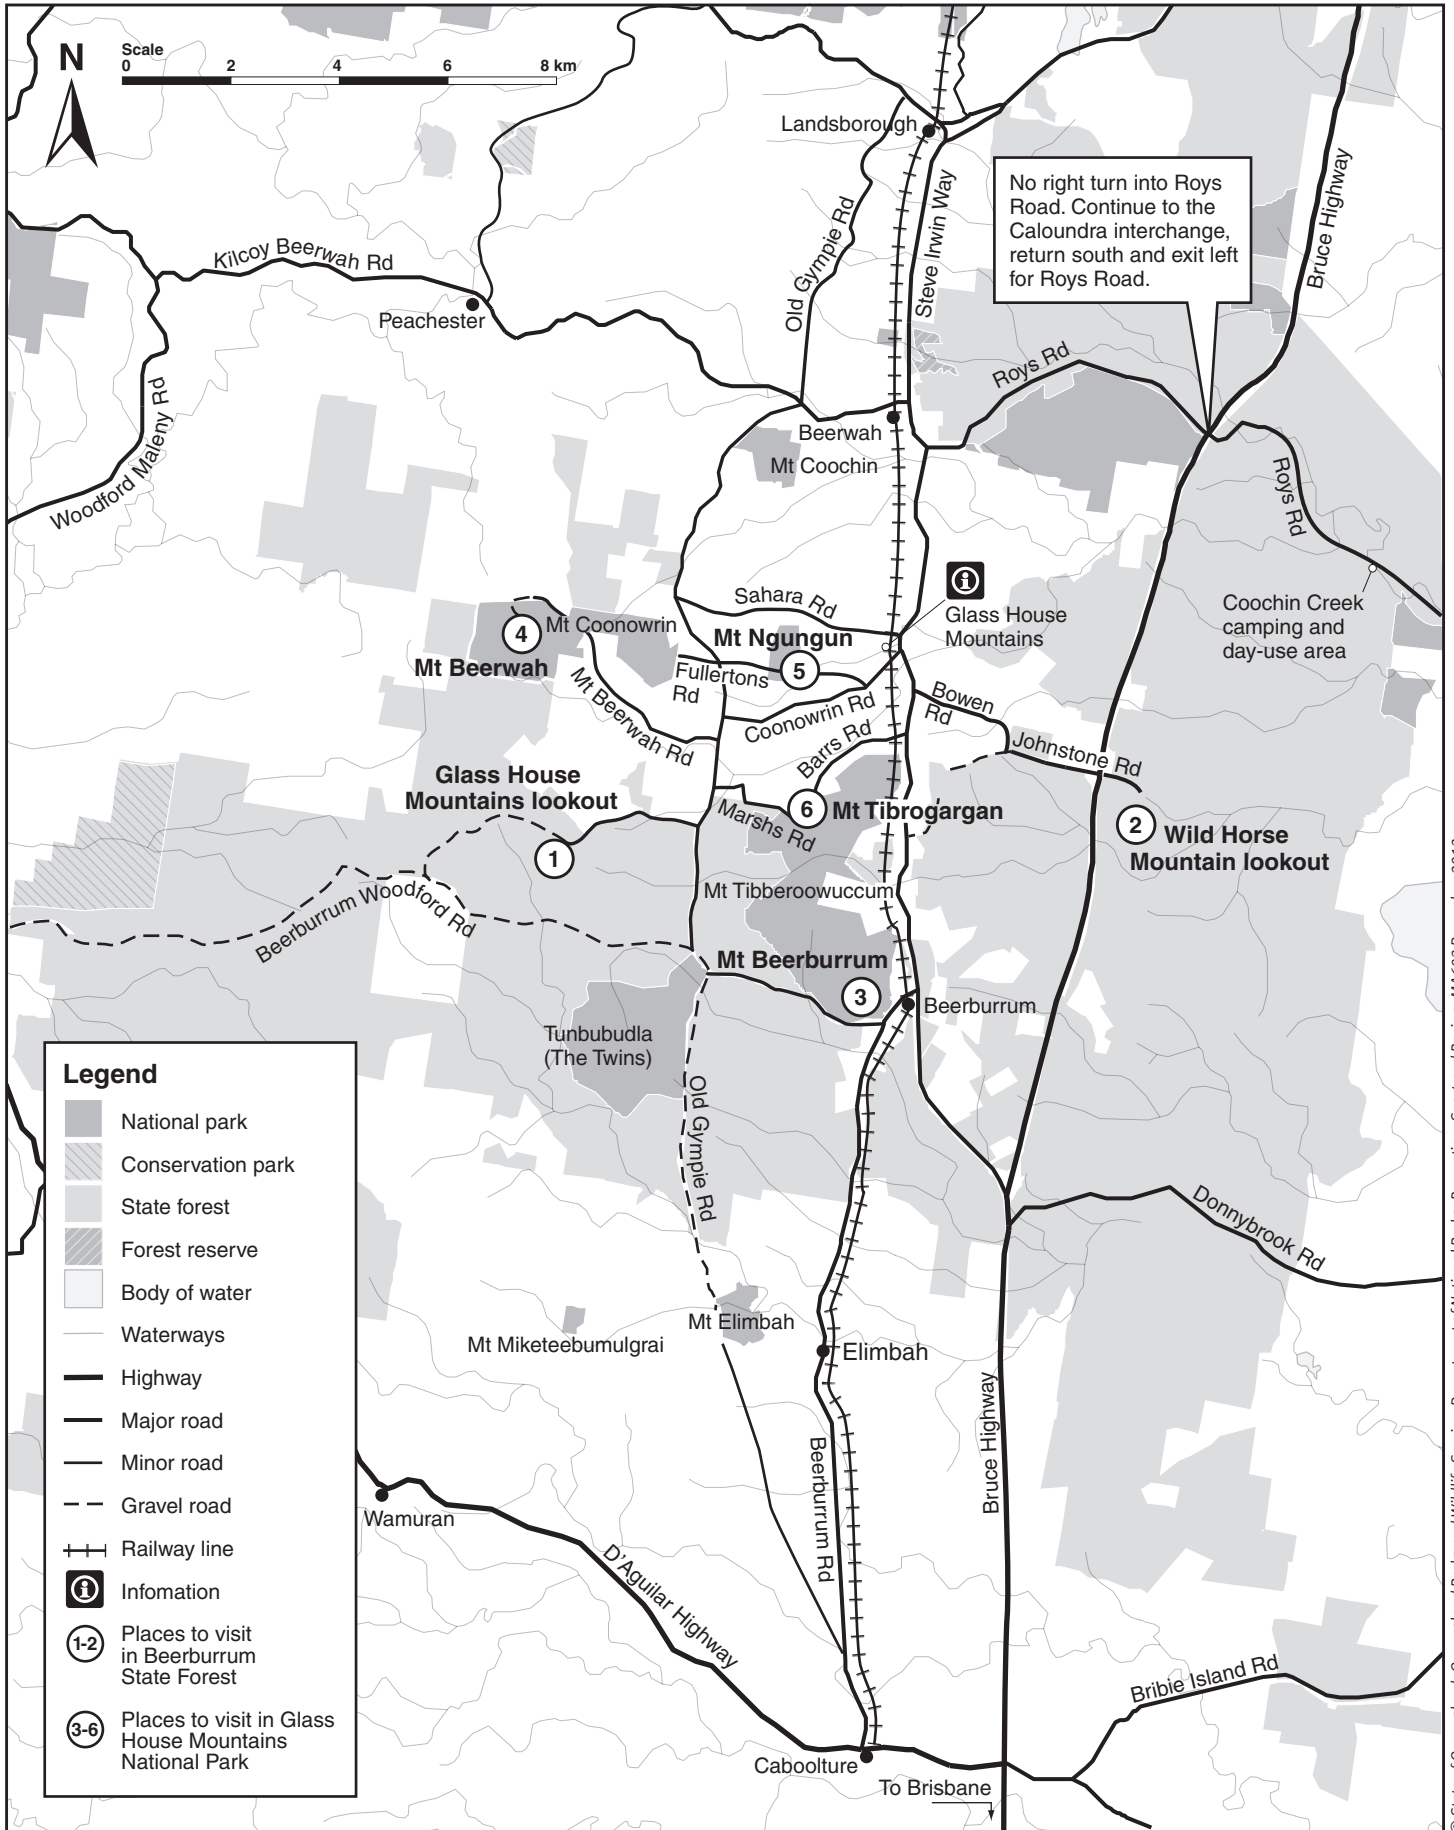 N
Scale
0 2 4 6 8 km
Landsborough
No right turn into Roys
Road. Continue to the
Caloundra interchange,
return south and exit left
for Roys Road.
Bruce Highway
Steve Irwin Way
Old Gympie Rd
Kilcoy Beerwah Rd
Peachester
Roys Rd
Woodford Maleny Rd
Beerwah
Mt Coochin
Roys Rd
Sahara Rd
Glass House
Mountains
Coochin Creek
camping and
day-use area
4
Mt Coonowrin
Mt Beerwah
Mt Ngungun
5
Fullertons
Rd
Mt Beerwah Rd
Coonowrin Rd
Bowen
Rd
Barrs Rd
Johnstone Rd
Glass House
Mountains lookout
1
Marshs Rd
6
Mt Tibrogargan
2
Wild Horse
Mountain lookout
Mt Tibberoowuccum
Beerburrum Woodford Rd
Mt Beerburrum
3
Beerburrum
Tunbubudla
(The Twins)
Old Gympie Rd
Donnybrook Rd
Mt Elimbah
Mt Miketeebumulgrai
Elimbah
Bruce Highway
Beerburrum Rd
Wamuran
D'Aguilar Highway
Bribie Island Rd
Caboolture
To Brisbane
Legend
National park
Conservation park
State forest
Forest reserve
Body of water
Waterways
Highway
Major road
Minor road
Gravel road
Railway line
Infomation
1-2
Places to visit
in Beerburrum
State Forest
3-6
Places to visit in Glass
House Mountains
National Park